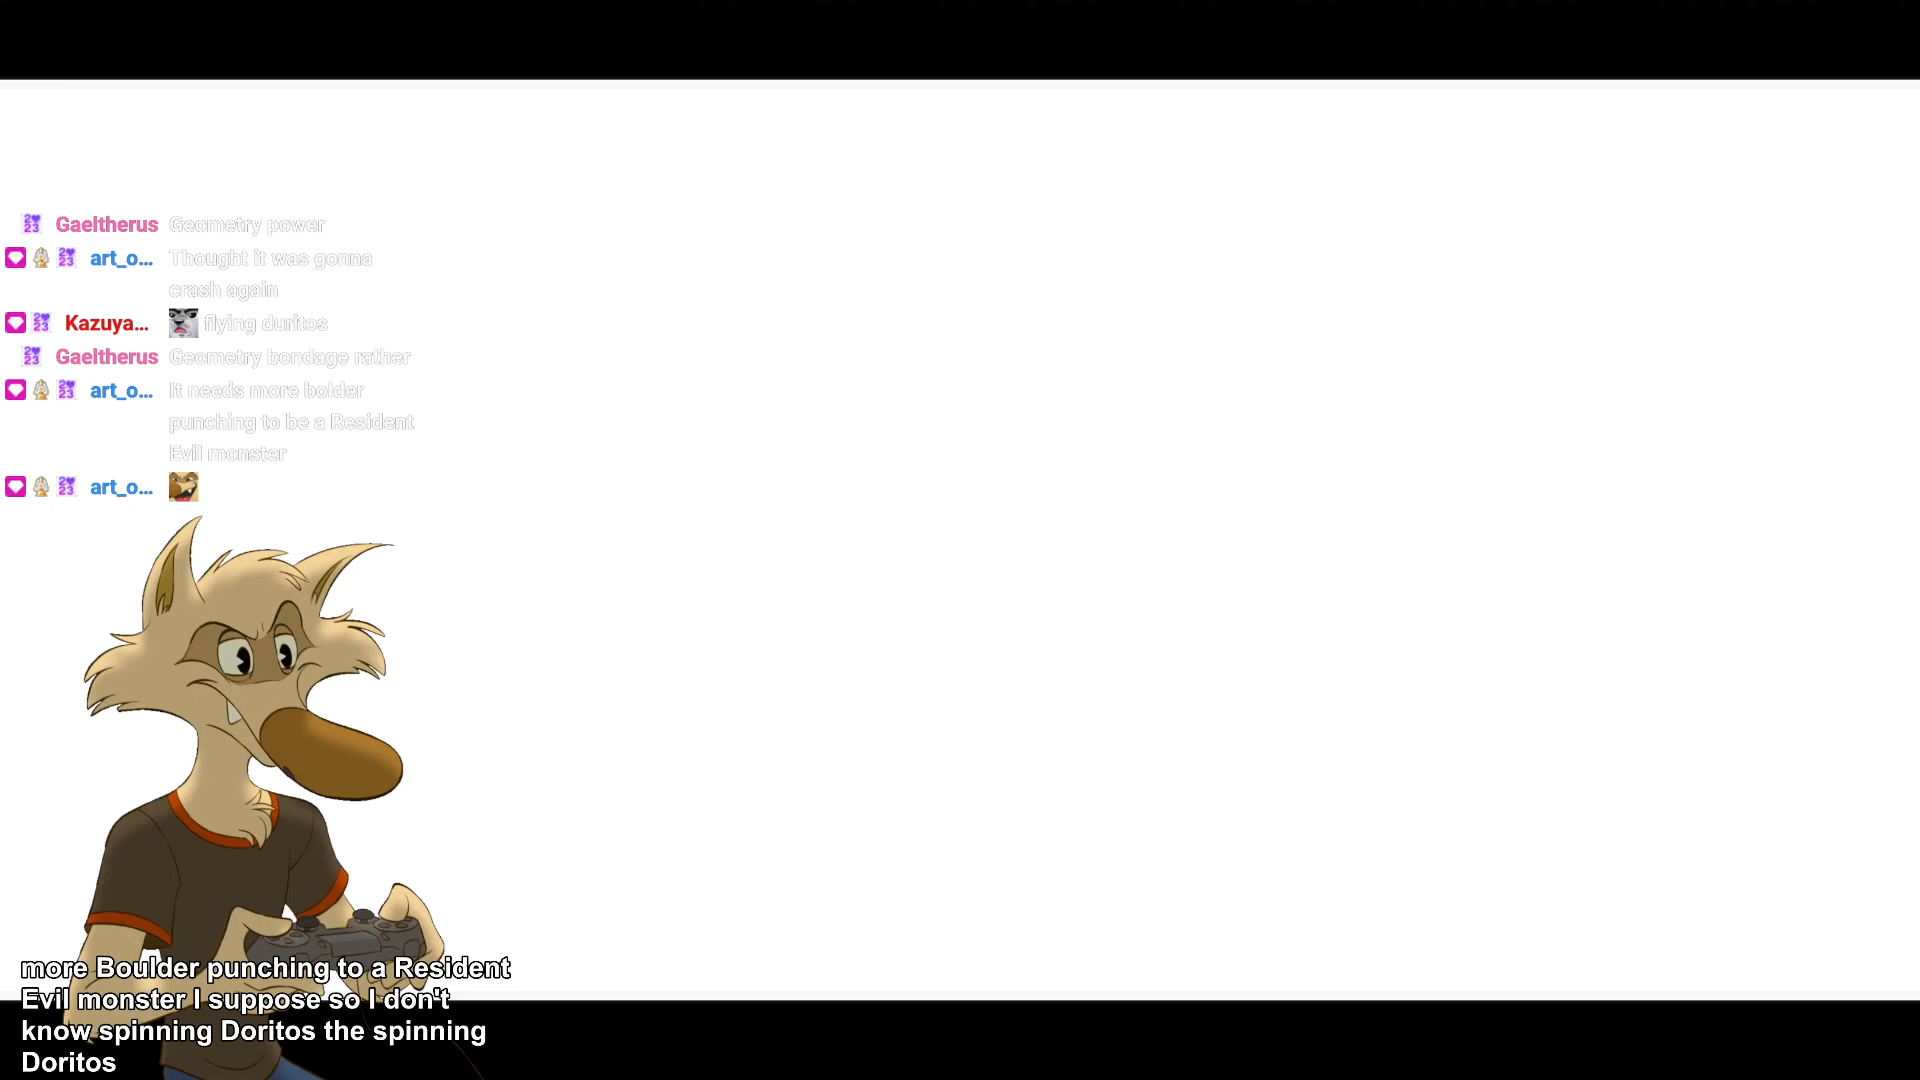 Gaeltherus Geometry power
art_o... Thought it was gonna
crash again
Kazuya... flying duritos
Gaeltherus Geometry bondage rather
art_o... It needs more bolder
punching to be a Resident
Evil monster
art_o...
more Boulder punching to a Resident
Evil monster I suppose so I don't
know spinning Doritos the spinning
Doritos